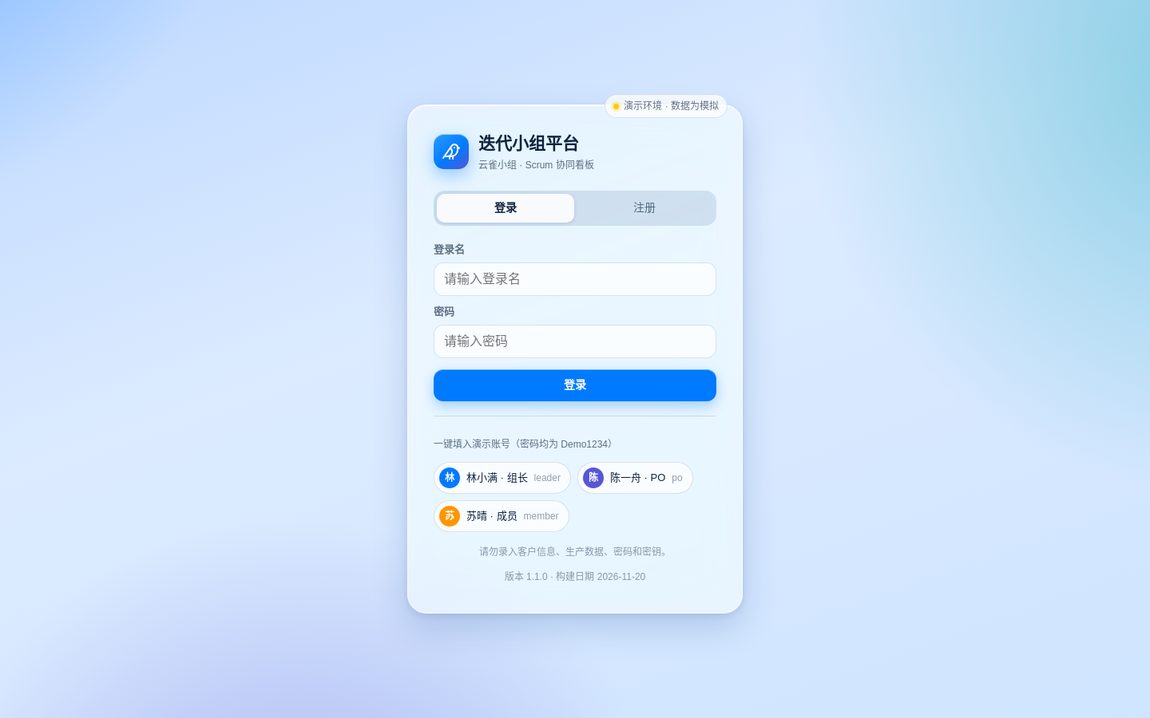 演示环境 · 数据为模拟
迭代小组平台
云雀小组 · Scrum 协同看板
登录 注册
登录名
请输入登录名
密码
请输入密码
登录
一键填入演示账号（密码均为 Demo1234）
林 林小满 · 组长 leader 陈 陈一舟 · PO po
苏 苏晴 · 成员 member
请勿录入客户信息、生产数据、密码和密钥。
版本 1.1.0 · 构建日期 2026-11-20